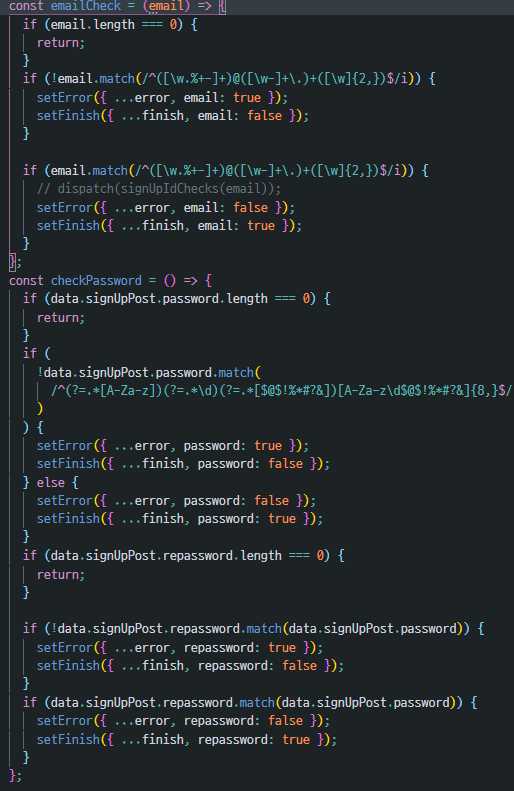 const emailCheck = (email) => {
if (email.length === 0) {
return;
}
if (!email.match(/^([\w.%+-]+)@([\w-]+\.)+([\w]{2,})$/i)) {
setError({ ...error, email: true });
setFinish({ ...finish, email: false });
}
if (email.match(/^([\w.%+-]+)@([\w-]+\.)+([\w]{2,})$/i)) {
// dispatch(signUpIdChecks(email));
setError({ ...error, email: false });
setFinish({ ...finish, email: true });
}
};
const checkPassword = () => {
if (data.signUpPost.password.length === 0) {
return;
}
if (
!data.signUpPost.password.match(
/^(?=.*[A-Za-z])(?=.*\d)(?=.*[$@$!%*#?&])[A-Za-z\d$@$!%*#?&]{8,}$/
)
) {
setError({ ...error, password: true });
setFinish({ ...finish, password: false });
} else {
setError({ ...error, password: false });
setFinish({ ...finish, password: true });
}
if (data.signUpPost.repassword.length === 0) {
return;
}
if (!data.signUpPost.repassword.match(data.signUpPost.password)) {
setError({ ...error, repassword: true });
setFinish({ ...finish, repassword: false });
}
if (data.signUpPost.repassword.match(data.signUpPost.password)) {
setError({ ...error, repassword: false });
setFinish({ ...finish, repassword: true });
}
};